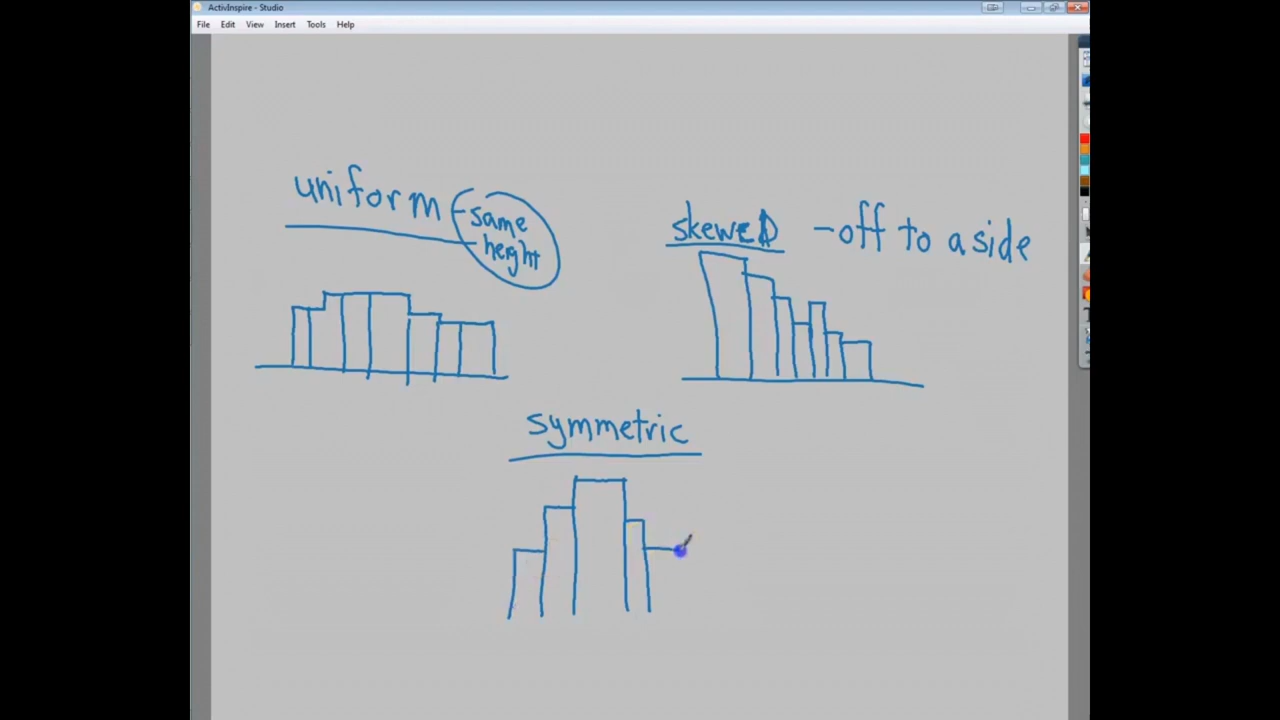 ActivInspire - Studio
File Edit View Insert Tools Help
uniform - same
height
skewed - off to a side
symmetric